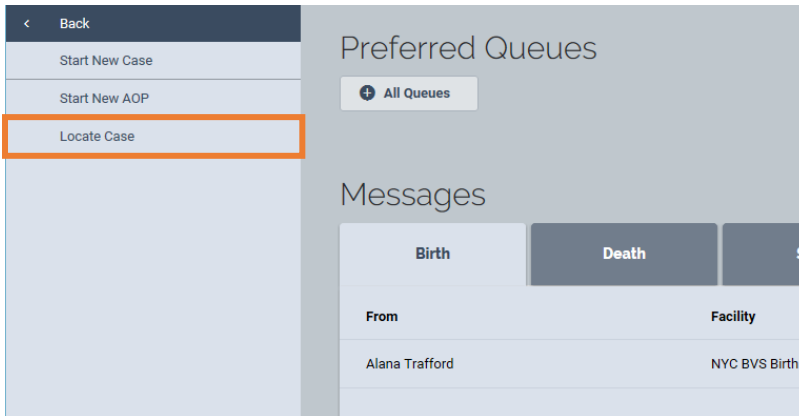 Back
Start New Case
Start New AOP
Locate Case
Preferred Queues
All Queues
Messages
Birth Death
From Facility
Alana Trafford NYC BVS Birth